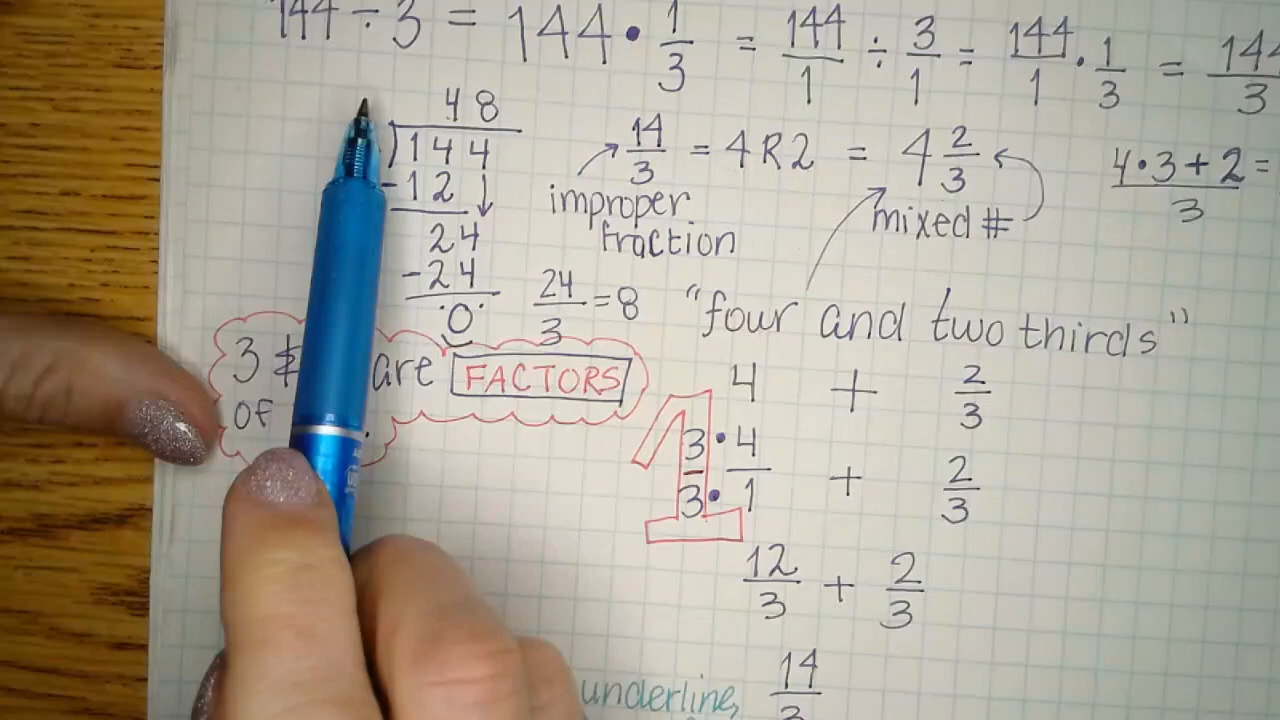 144 ÷ 3 = 144 • 1/3 = 144/1 ÷ 3/1 = 144/1 • 1/3 = 144/3
48
)144
-12↓
24
-24
0
24/3 = 8
14/3 = 4 R 2 = 4 2/3
improper
fraction
mixed #
4•3+2/3 =
"four and two thirds"
3 are FACTORS
of
4 + 2/3
3/3 • 4/1 + 2/3
12/3 + 2/3
underline,
14/3